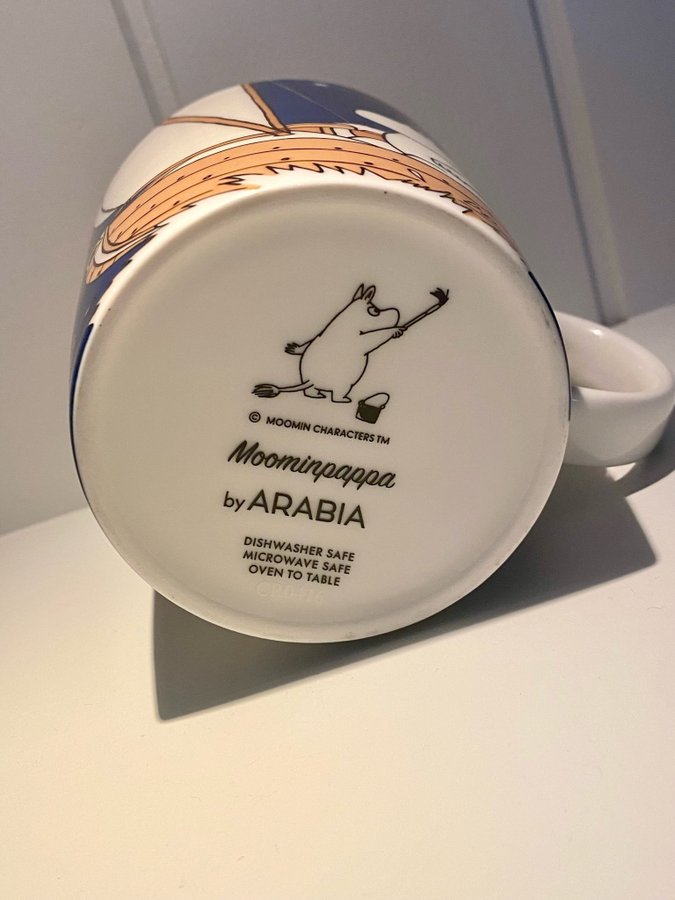 © MOOMIN CHARACTERS TM
Moominpappa
by ARABIA
DISHWASHER SAFE
MICROWAVE SAFE
OVEN TO TABLE